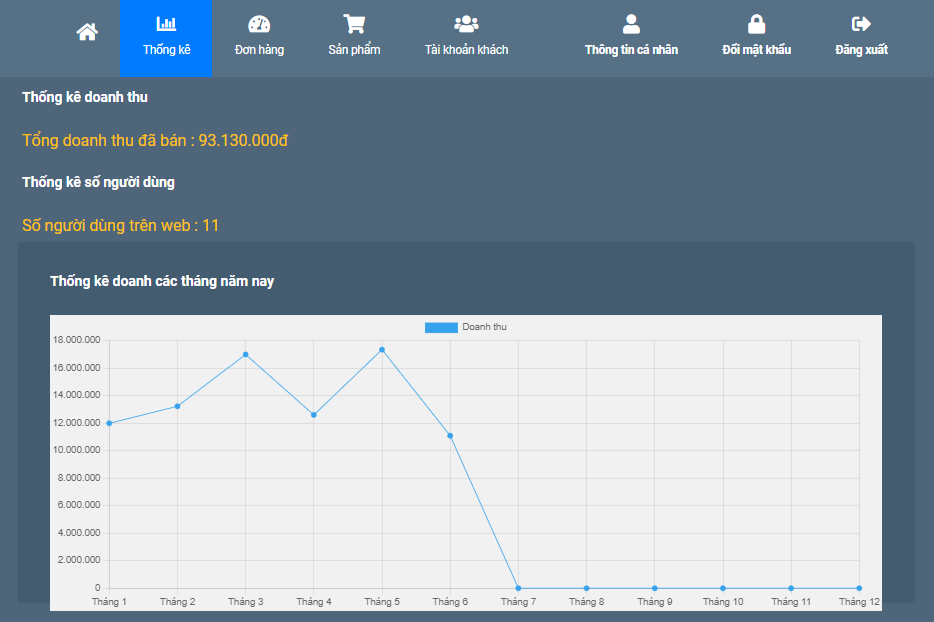 Thống kê Đơn hàng Sản phẩm Tài khoản khách Thông tin cá nhân Đổi mật khẩu Đăng xuất
Thống kê doanh thu
Tổng doanh thu đã bán : 93.130.000đ
Thống kê số người dùng
Số người dùng trên web : 11
Thống kê doanh các tháng năm nay
Doanh thu
18.000.000
16.000.000
14.000.000
12.000.000
10.000.000
8.000.000
6.000.000
4.000.000
2.000.000
0
Tháng 1 Tháng 2 Tháng 3 Tháng 4 Tháng 5 Tháng 6 Tháng 7 Tháng 8 Tháng 9 Tháng 10 Tháng 11 Tháng 12